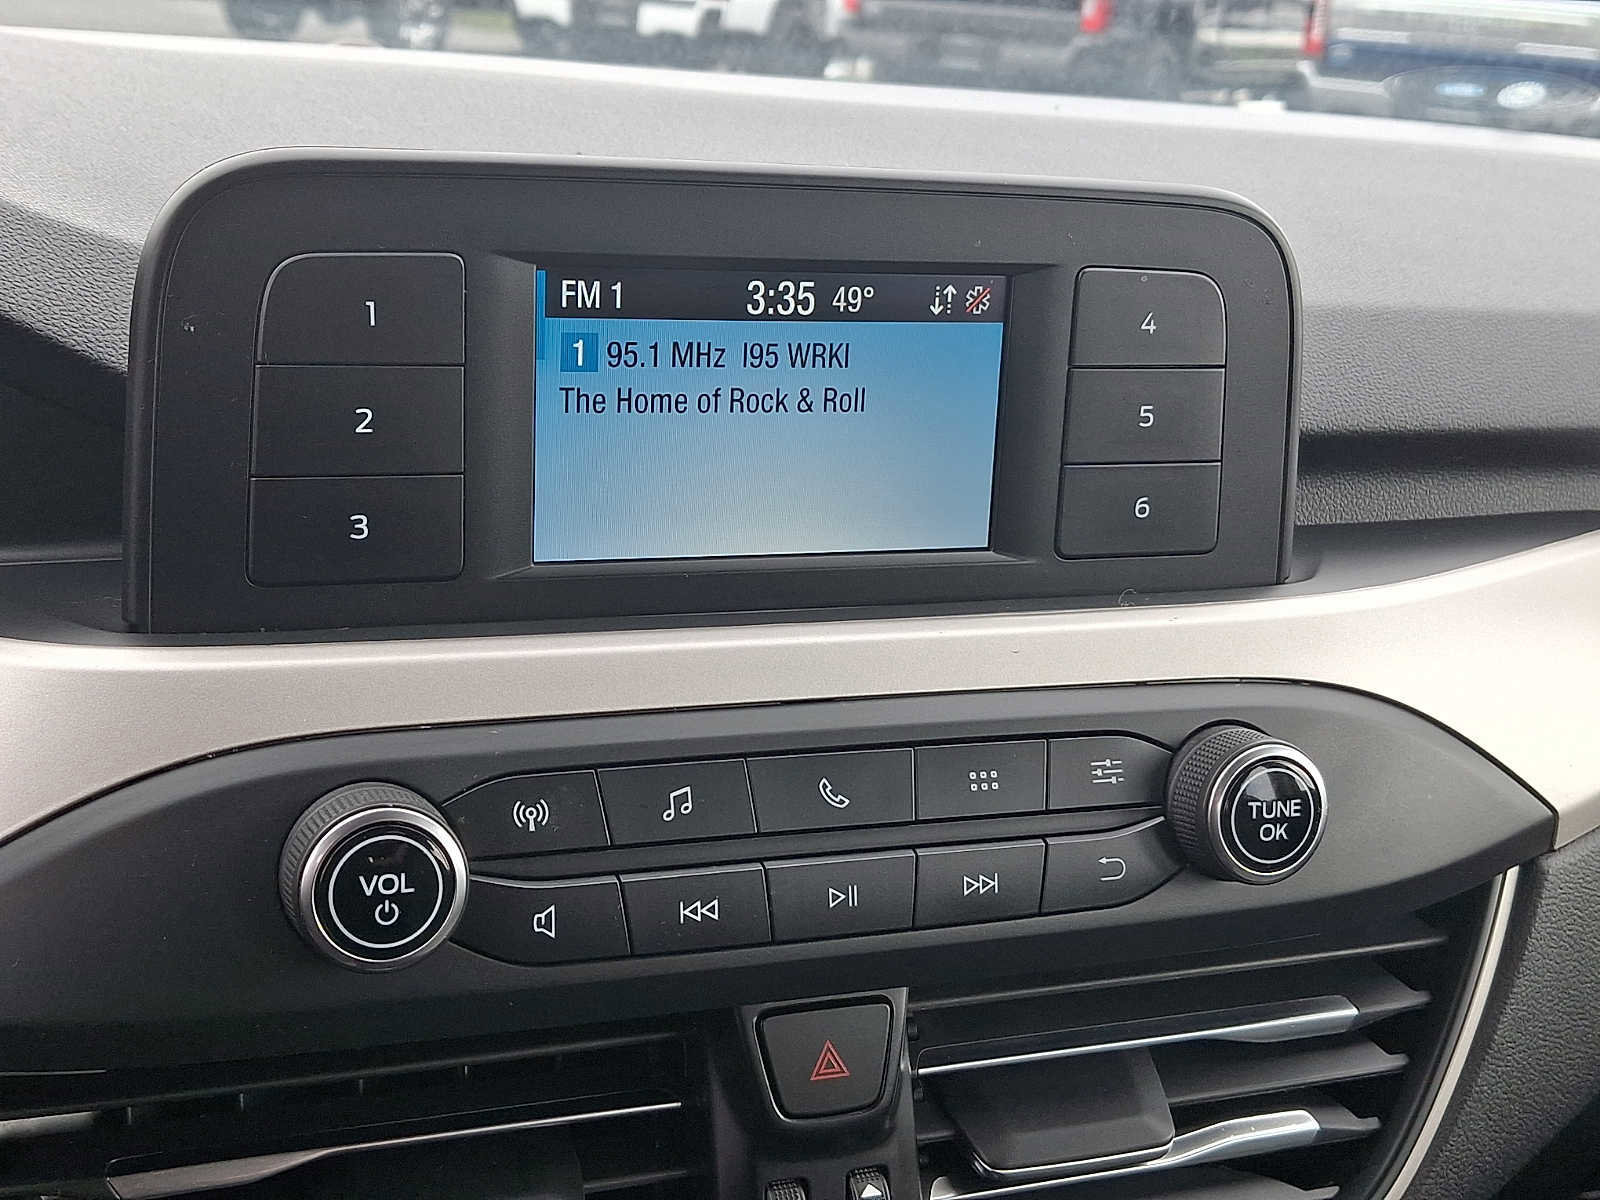 FM 1 3:35 49°
1 95.1 MHz I95 WRKI
The Home of Rock & Roll
1
2
3
4
5
6
VOL
TUNE
OK